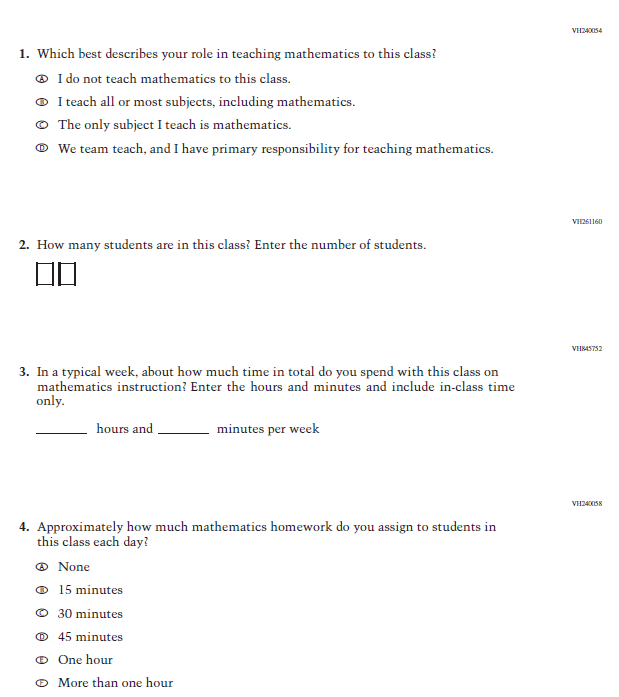 VH240054
1. Which best describes your role in teaching mathematics to this class?
A I do not teach mathematics to this class.
B I teach all or most subjects, including mathematics.
C The only subject I teach is mathematics.
D We team teach, and I have primary responsibility for teaching mathematics.
VH261160
2. How many students are in this class? Enter the number of students.
VH845752
3. In a typical week, about how much time in total do you spend with this class on
mathematics instruction? Enter the hours and minutes and include in-class time
only.
______ hours and ______ minutes per week
VH240058
4. Approximately how much mathematics homework do you assign to students in
this class each day?
A None
B 15 minutes
C 30 minutes
D 45 minutes
E One hour
F More than one hour